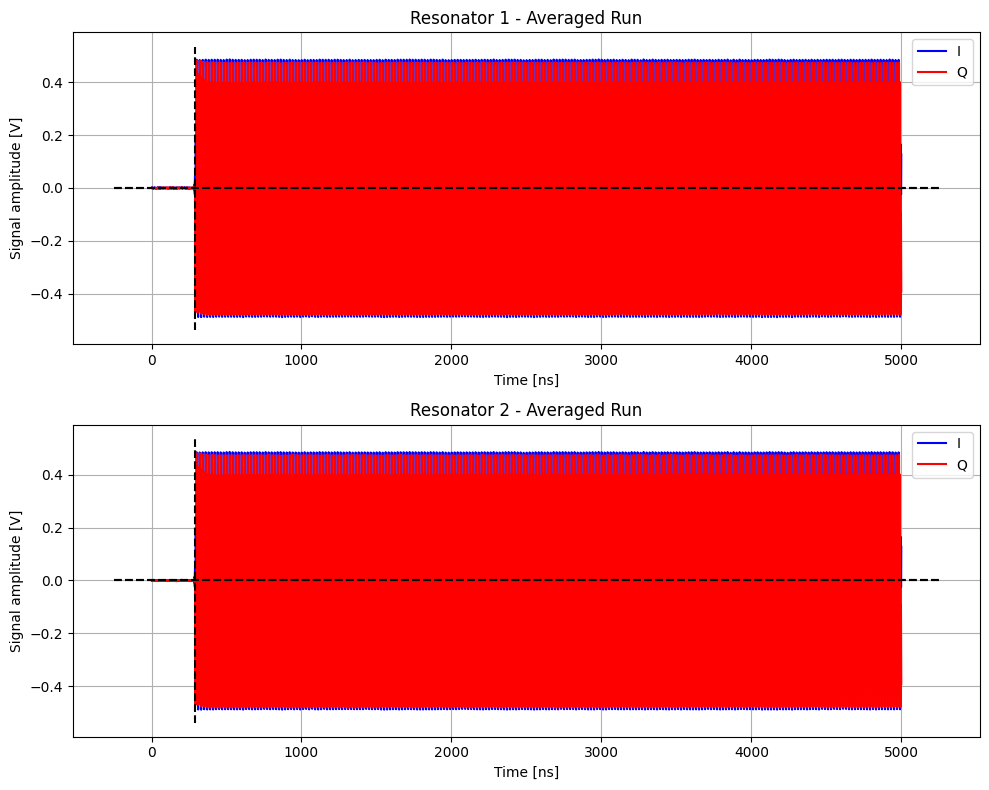 Resonator 1 - Averaged Run
Signal amplitude [V]
0.4
0.2
0.0
−0.2
−0.4
I
Q
0
1000
2000
3000
4000
5000
Time [ns]
Resonator 2 - Averaged Run
Signal amplitude [V]
0.4
0.2
0.0
−0.2
−0.4
I
Q
0
1000
2000
3000
4000
5000
Time [ns]